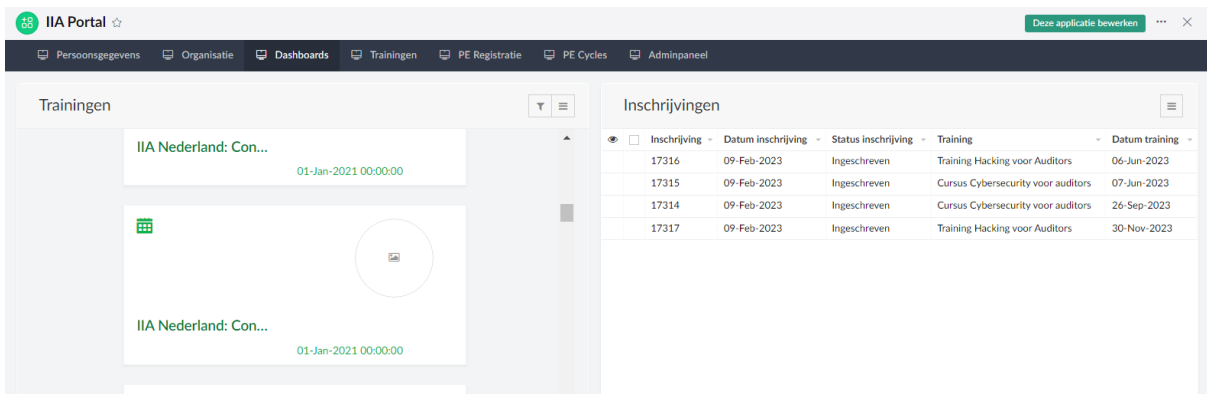 IIA Portal
Deze applicatie bewerken
Persoonsgegevens Organisatie Dashboards Trainingen PE Registratie PE Cycles Adminpaneel
Trainingen
IIA Nederland: Con...
01-Jan-2021 00:00:00
IIA Nederland: Con...
01-Jan-2021 00:00:00
Inschrijvingen
Inschrijving Datum inschrijving Status inschrijving Training Datum training
17316 09-Feb-2023 Ingeschreven Training Hacking voor Auditors 06-Jun-2023
17315 09-Feb-2023 Ingeschreven Cursus Cybersecurity voor auditors 07-Jun-2023
17314 09-Feb-2023 Ingeschreven Cursus Cybersecurity voor auditors 26-Sep-2023
17317 09-Feb-2023 Ingeschreven Training Hacking voor Auditors 30-Nov-2023